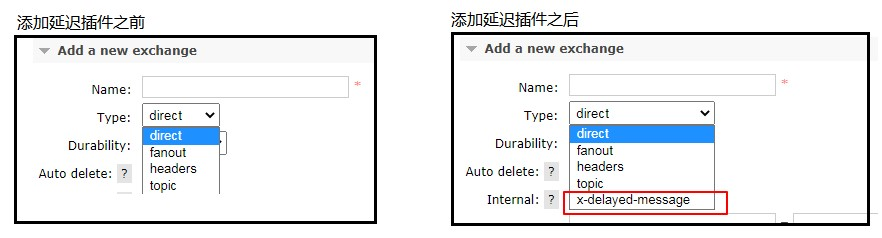 添加延迟插件之前
Add a new exchange
Name:
*
Type:
direct
direct
fanout
headers
topic
Durability:
Auto delete: ?
添加延迟插件之后
Add a new exchange
Name:
*
Type:
direct
direct
fanout
headers
topic
x-delayed-message
Durability:
Auto delete: ?
Internal: ?